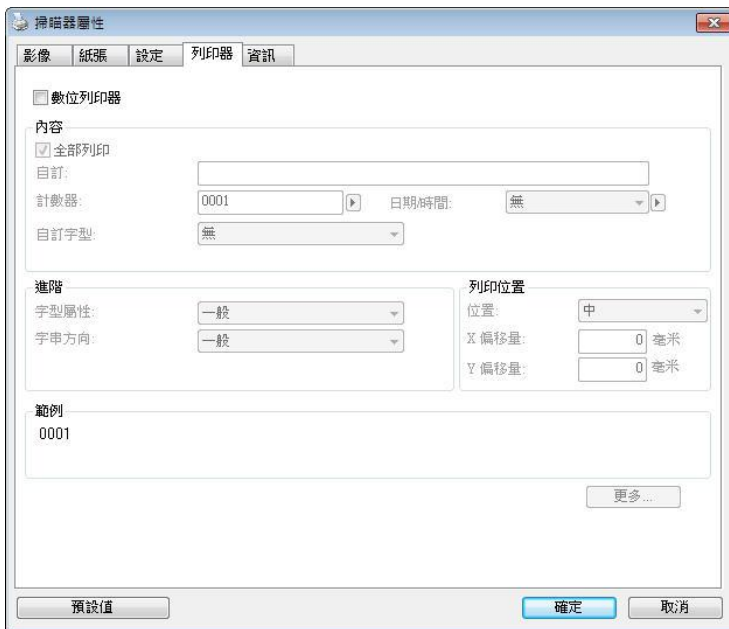 掃瞄器屬性
影像 紙張 設定 列印器 資訊
數位列印器
內容
全部列印
自訂:
計數器: 0001 日期/時間: 無
自訂字型: 無
進階 列印位置
字型屬性: 一般 位置: 中
字串方向: 一般 X 偏移量: 0 毫米
Y 偏移量: 0 毫米
範例
0001
更多...
預設值 確定 取消